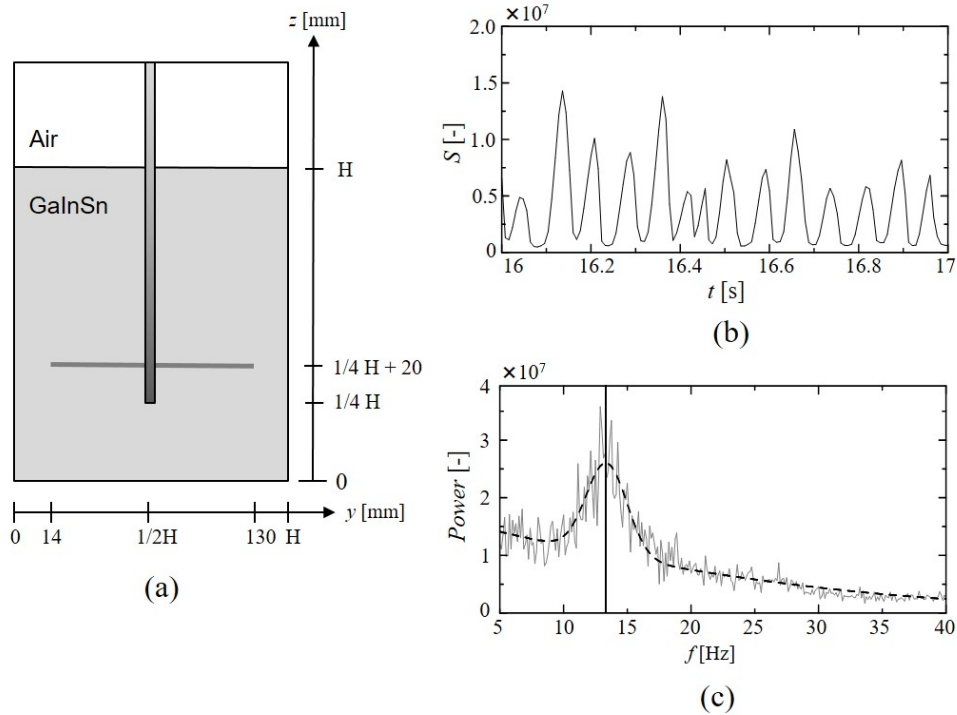 z [mm]
Air
H
GaInSn
1/4 H + 20
1/4 H
0
0 14 1/2H 130 H y [mm]
(a)
×10⁷
2.0
1.5
S [-]
1.0
0.5
0
16 16.2 16.4 16.6 16.8 17
t [s]
(b)
×10⁷
4
3
Power [-]
2
1
0
5 10 15 20 25 30 35 40
f [Hz]
(c)